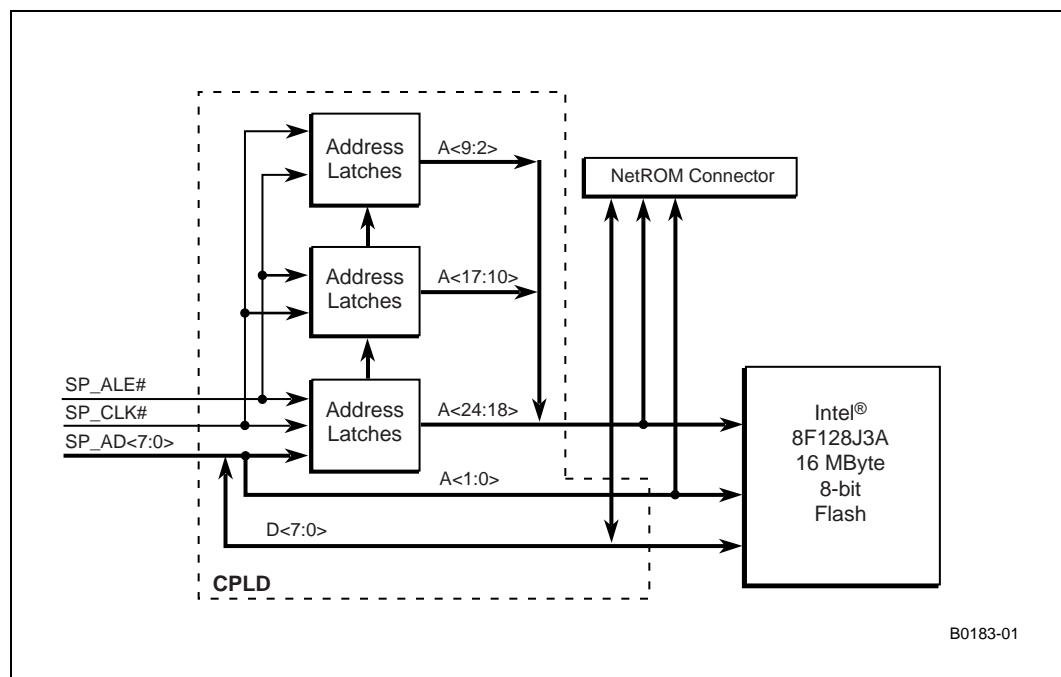 Address
Latches
A<9:2>
NetROM Connector
Address
Latches
A<17:10>
SP_ALE#
SP_CLK#
SP_AD<7:0>
Address
Latches
A<24:18>
A<1:0>
D<7:0>
CPLD
Intel®
8F128J3A
16 MByte
8-bit
Flash
B0183-01